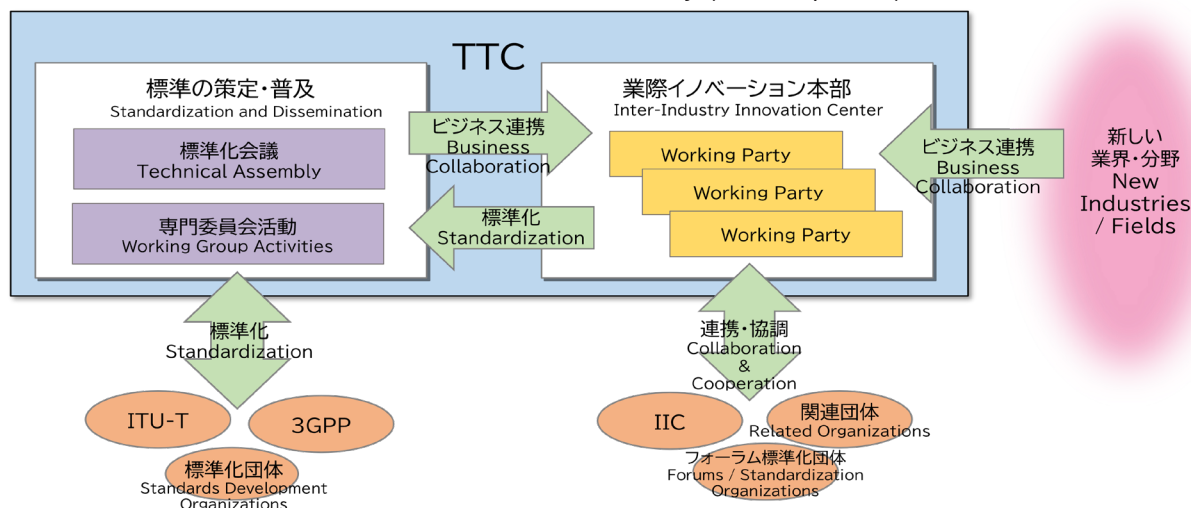 TTC
標準の策定・普及
Standardization and Dissemination
標準化会議
Technical Assembly
専門委員会活動
Working Group Activities
ビジネス連携
Business
Collaboration
標準化
Standardization
業際イノベーション本部
Inter-Industry Innovation Center
Working Party
Working Party
Working Party
ビジネス連携
Business
Collaboration
新しい
業界・分野
New
Industries
/ Fields
標準化
Standardization
連携・協調
Collaboration
&
Cooperation
ITU-T
3GPP
標準化団体
Standards Development
Organizations
IIC
関連団体
Related Organizations
フォーラム標準化団体
Forums / Standardization
Organizations